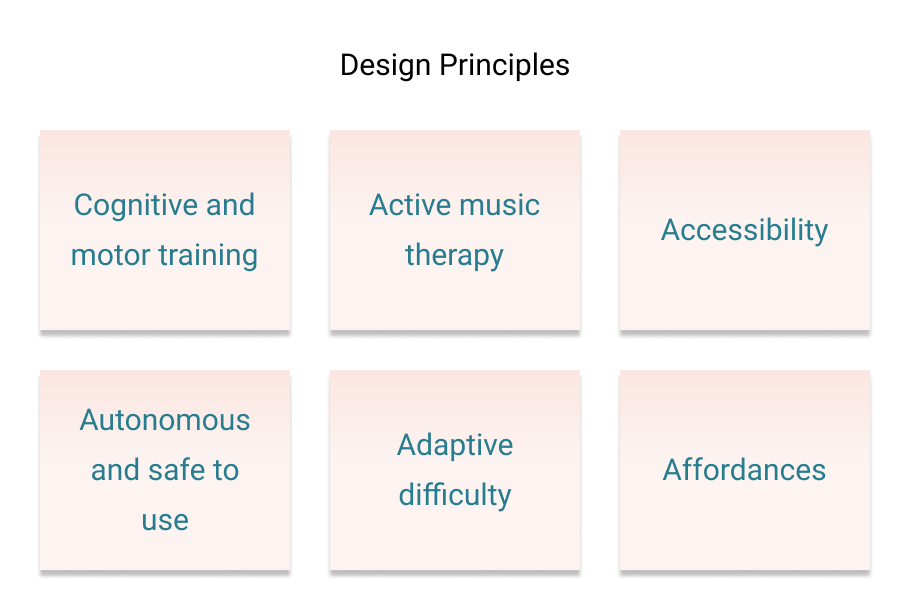 Design Principles
Cognitive and
motor training
Active music
therapy
Accessibility
Autonomous
and safe to
use
Adaptive
difficulty
Affordances